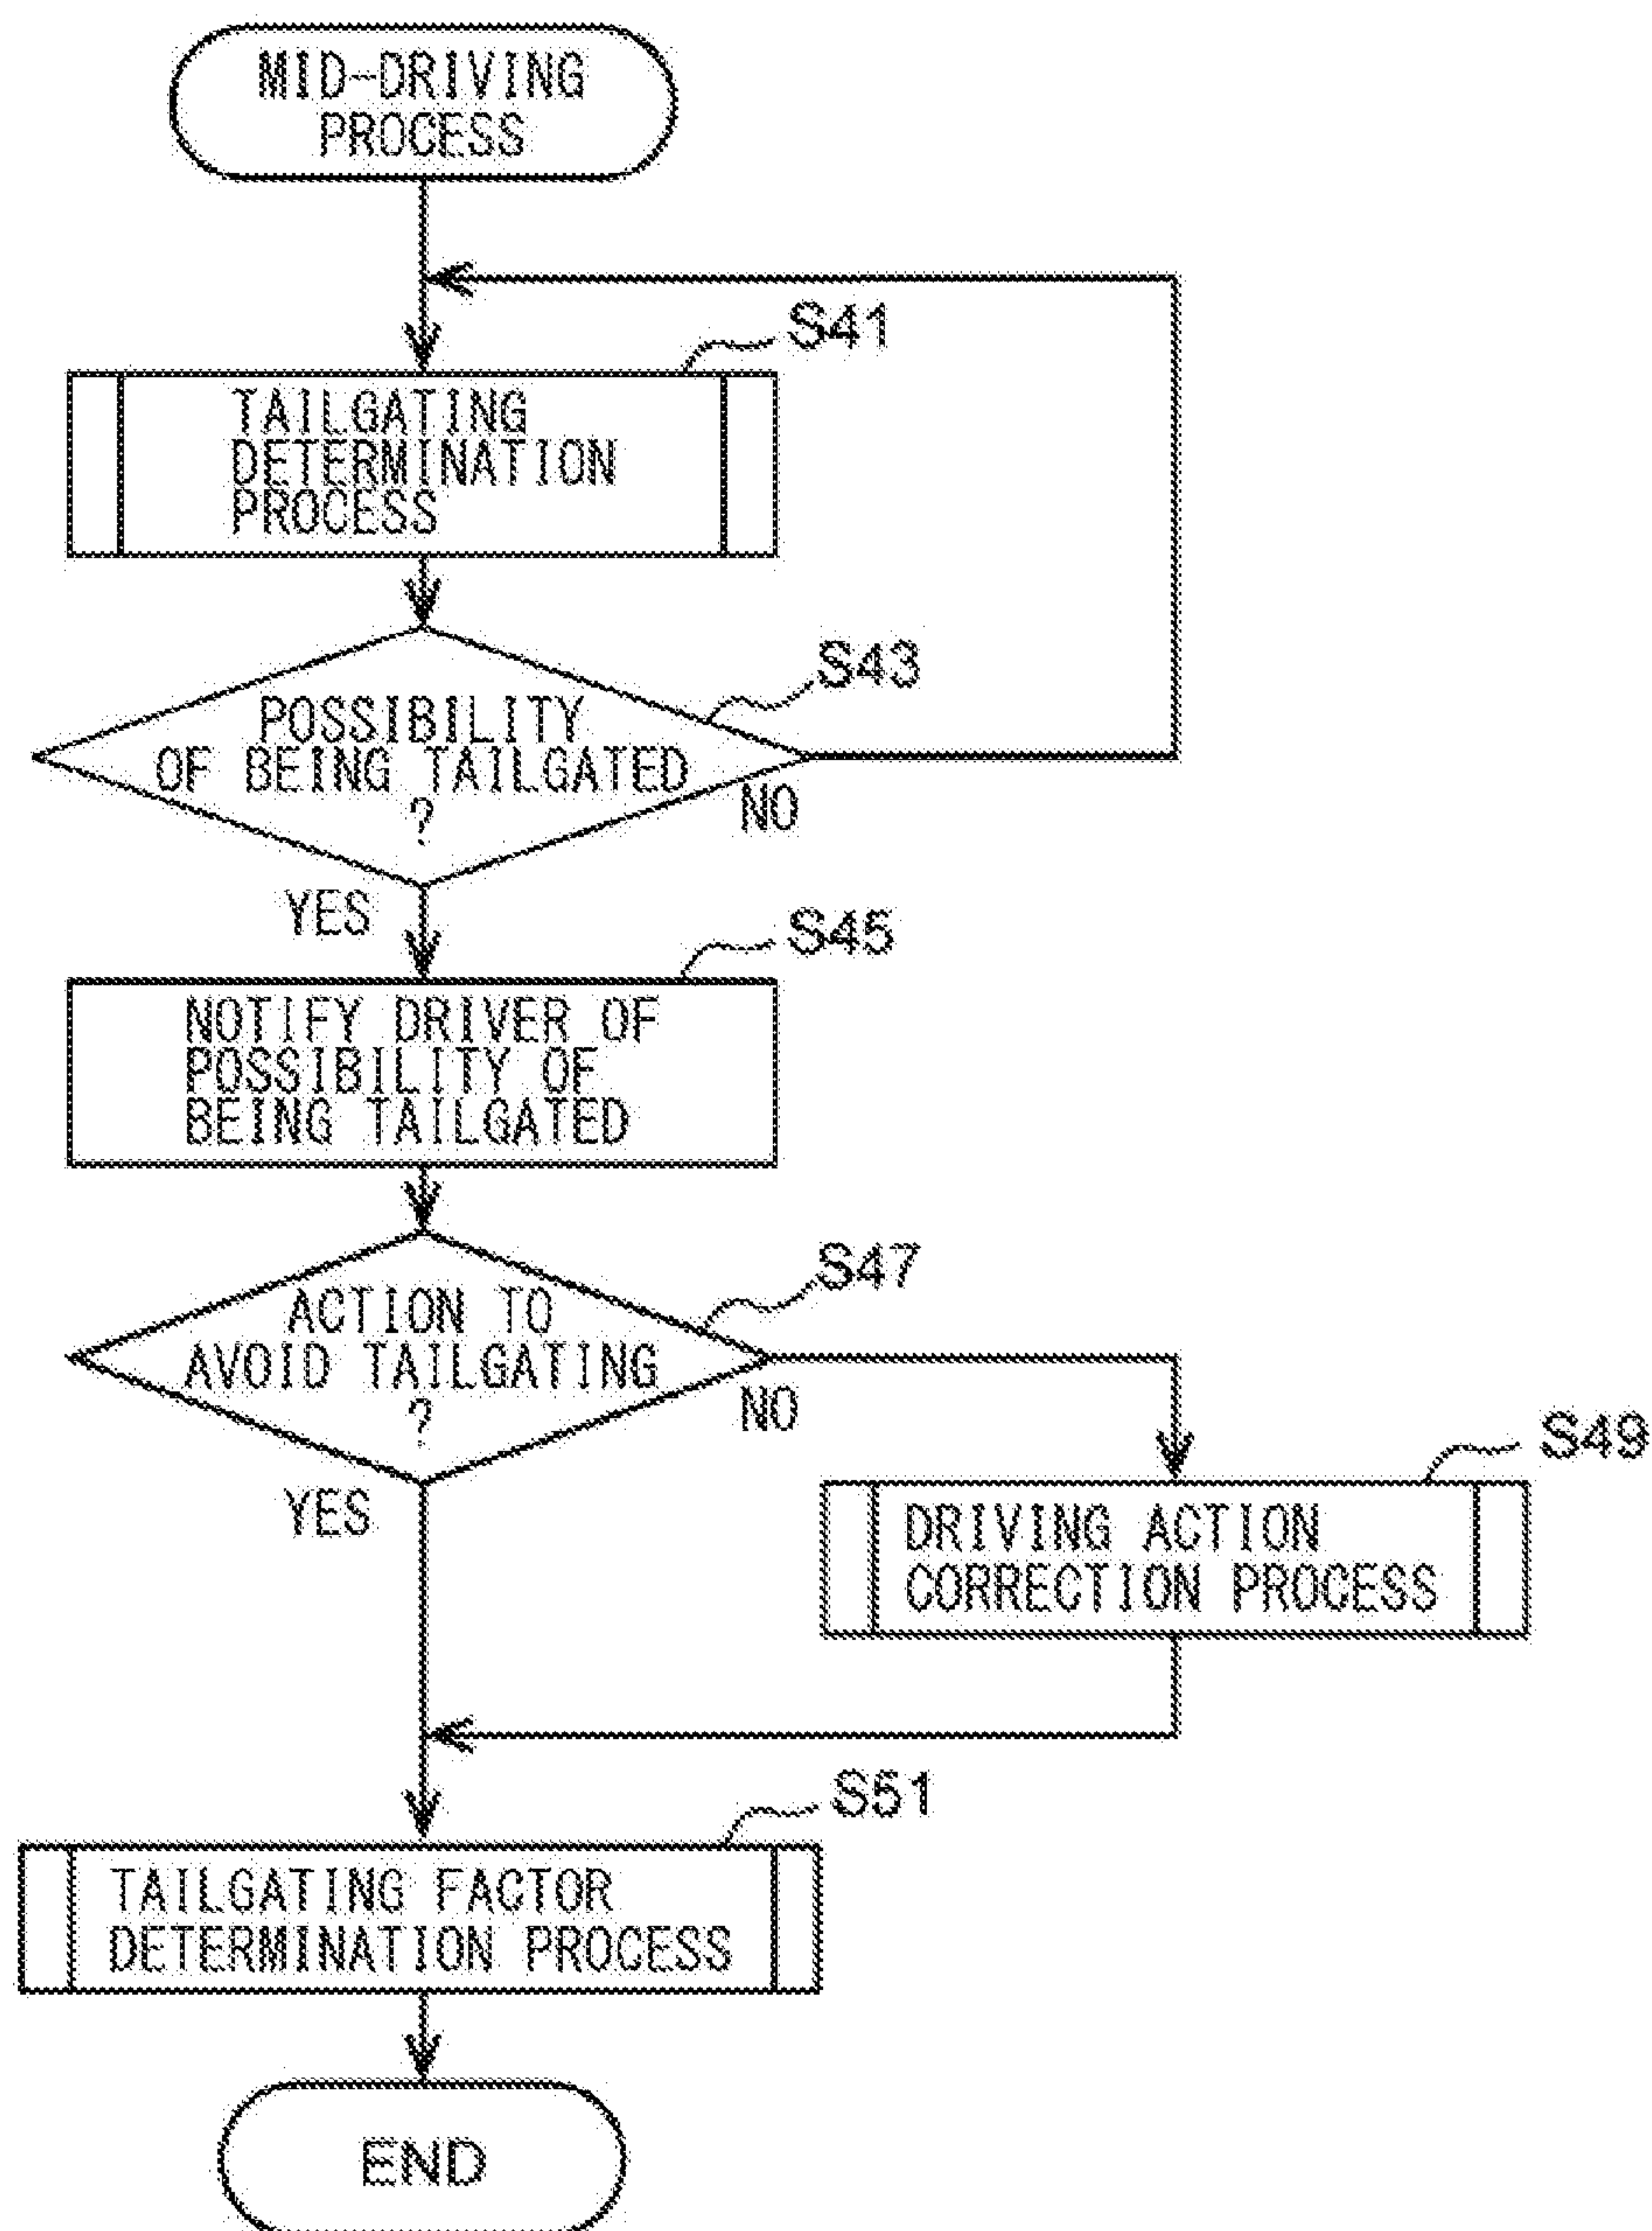 MID-DRIVING
PROCESS
S41
TAILGATING
DETERMINATION
PROCESS
S43
POSSIBILITY
OF BEING TAILGATED
?
NO
YES
S45
NOTIFY DRIVER OF
POSSIBILITY OF
BEING TAILGATED
S47
ACTION TO
AVOID TAILGATING
?
NO
YES
S49
DRIVING ACTION
CORRECTION PROCESS
S51
TAILGATING FACTOR
DETERMINATION PROCESS
END